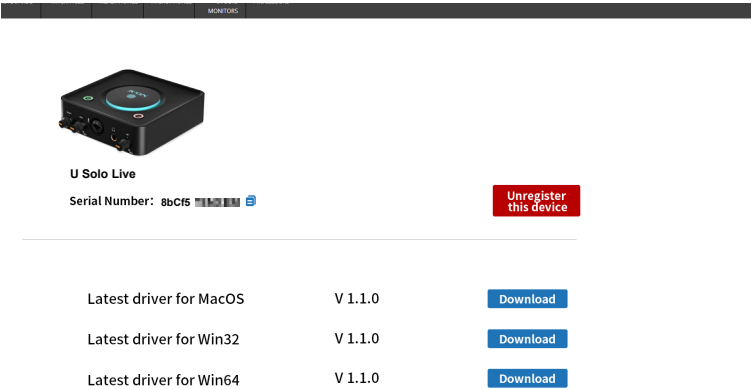 MONITORS
U Solo Live
Serial Number: 8bCf5
Unregister
this device
Latest driver for MacOS V 1.1.0 Download
Latest driver for Win32 V 1.1.0 Download
Latest driver for Win64 V 1.1.0 Download